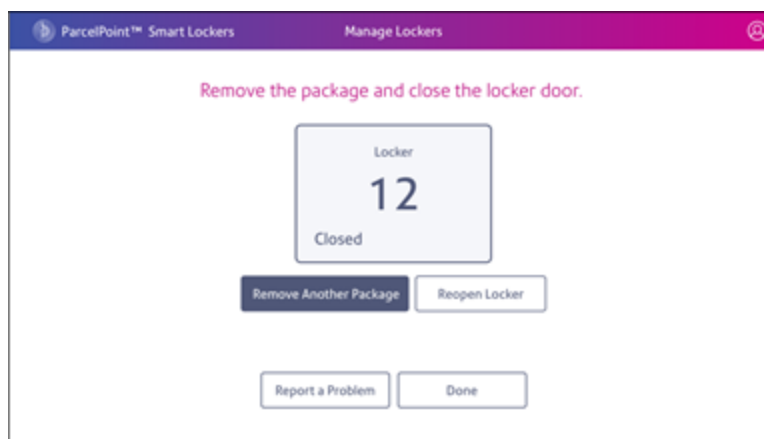 ParcelPoint™ Smart Lockers Manage Lockers
Remove the package and close the locker door.
Locker
12
Closed
Remove Another Package Reopen Locker
Report a Problem Done